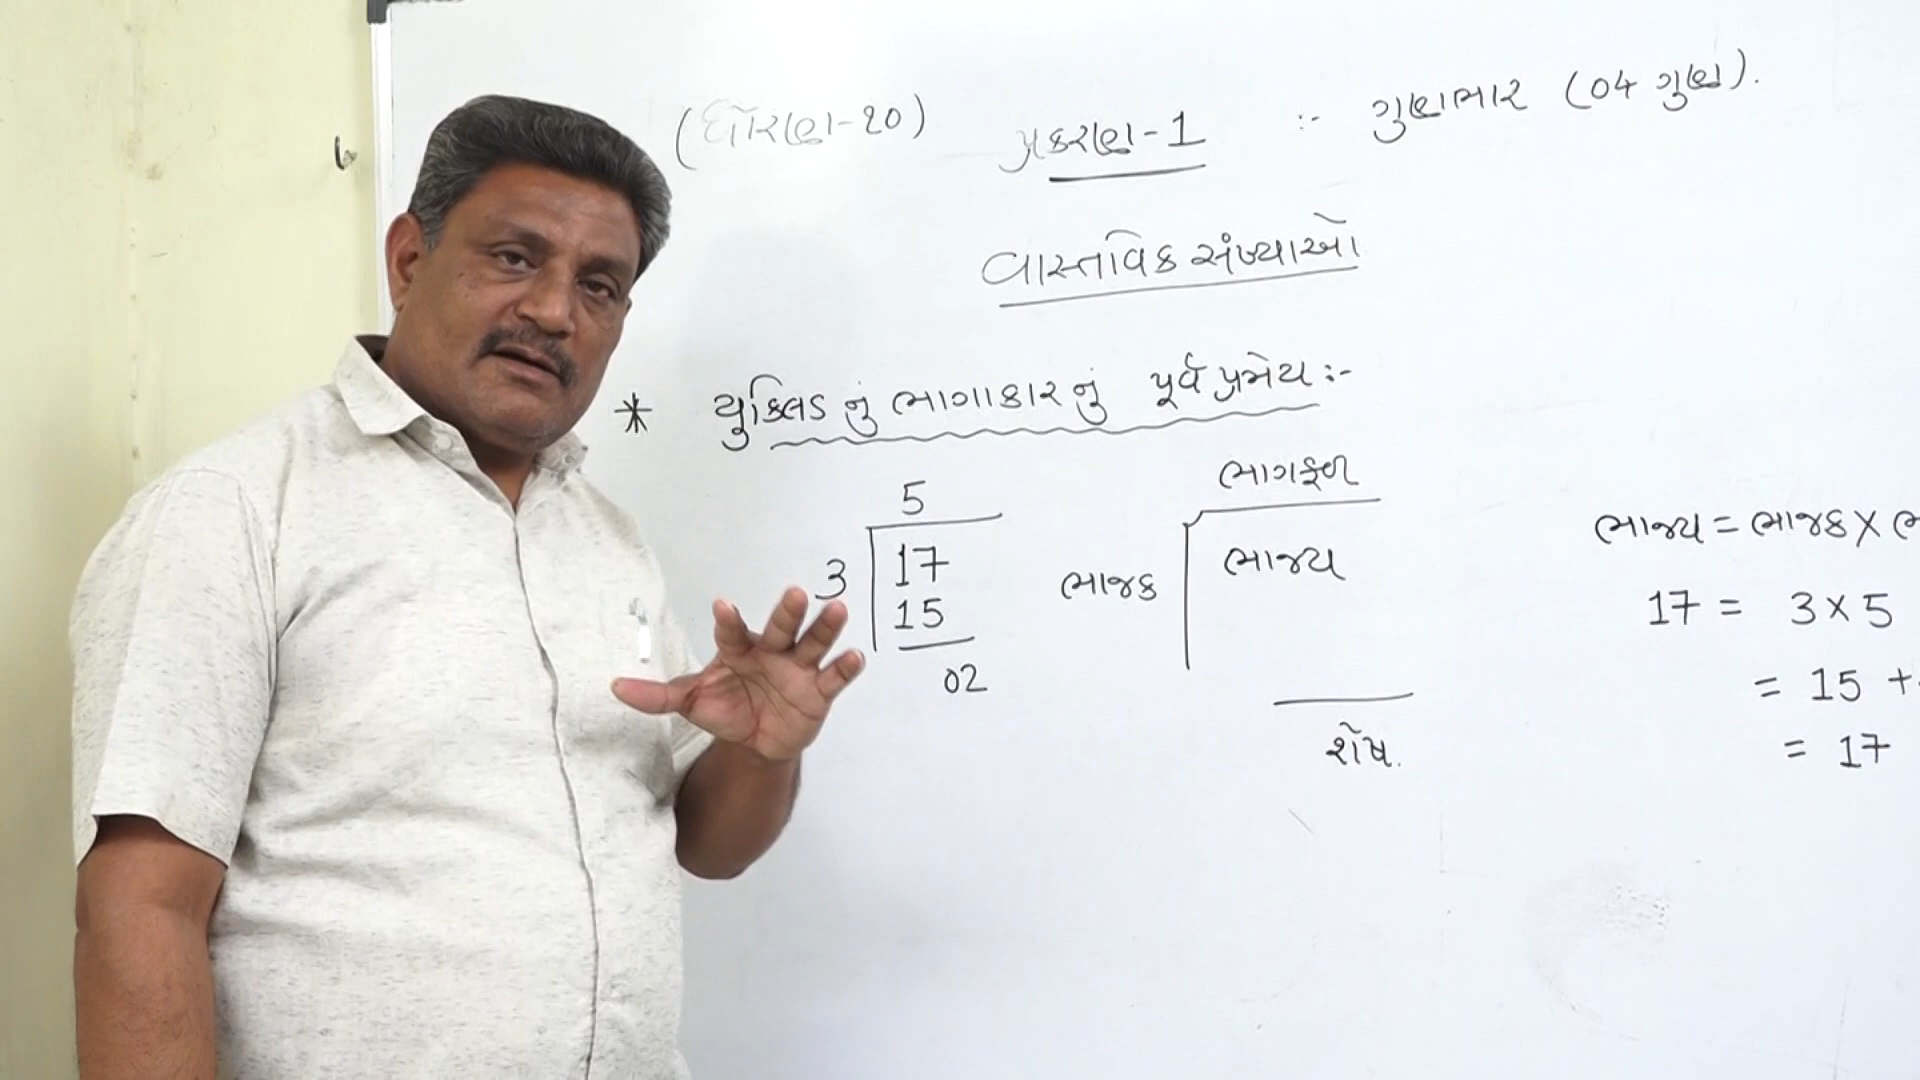 (ધોરણ-૧૦) પ્રકરણ-1 :- ગુણભાર (04 ગુણ).
વાસ્તવિક સંખ્યાઓ
* યુક્લિડ નું ભાગાકાર નું પૂર્વ પ્રમેય :-
5
3 17
15
02
ભાગફળ
ભાજક ભાજ્ય
શેષ.
ભાજ્ય = ભાજક X
17 = 3 X 5
= 15 +
= 17